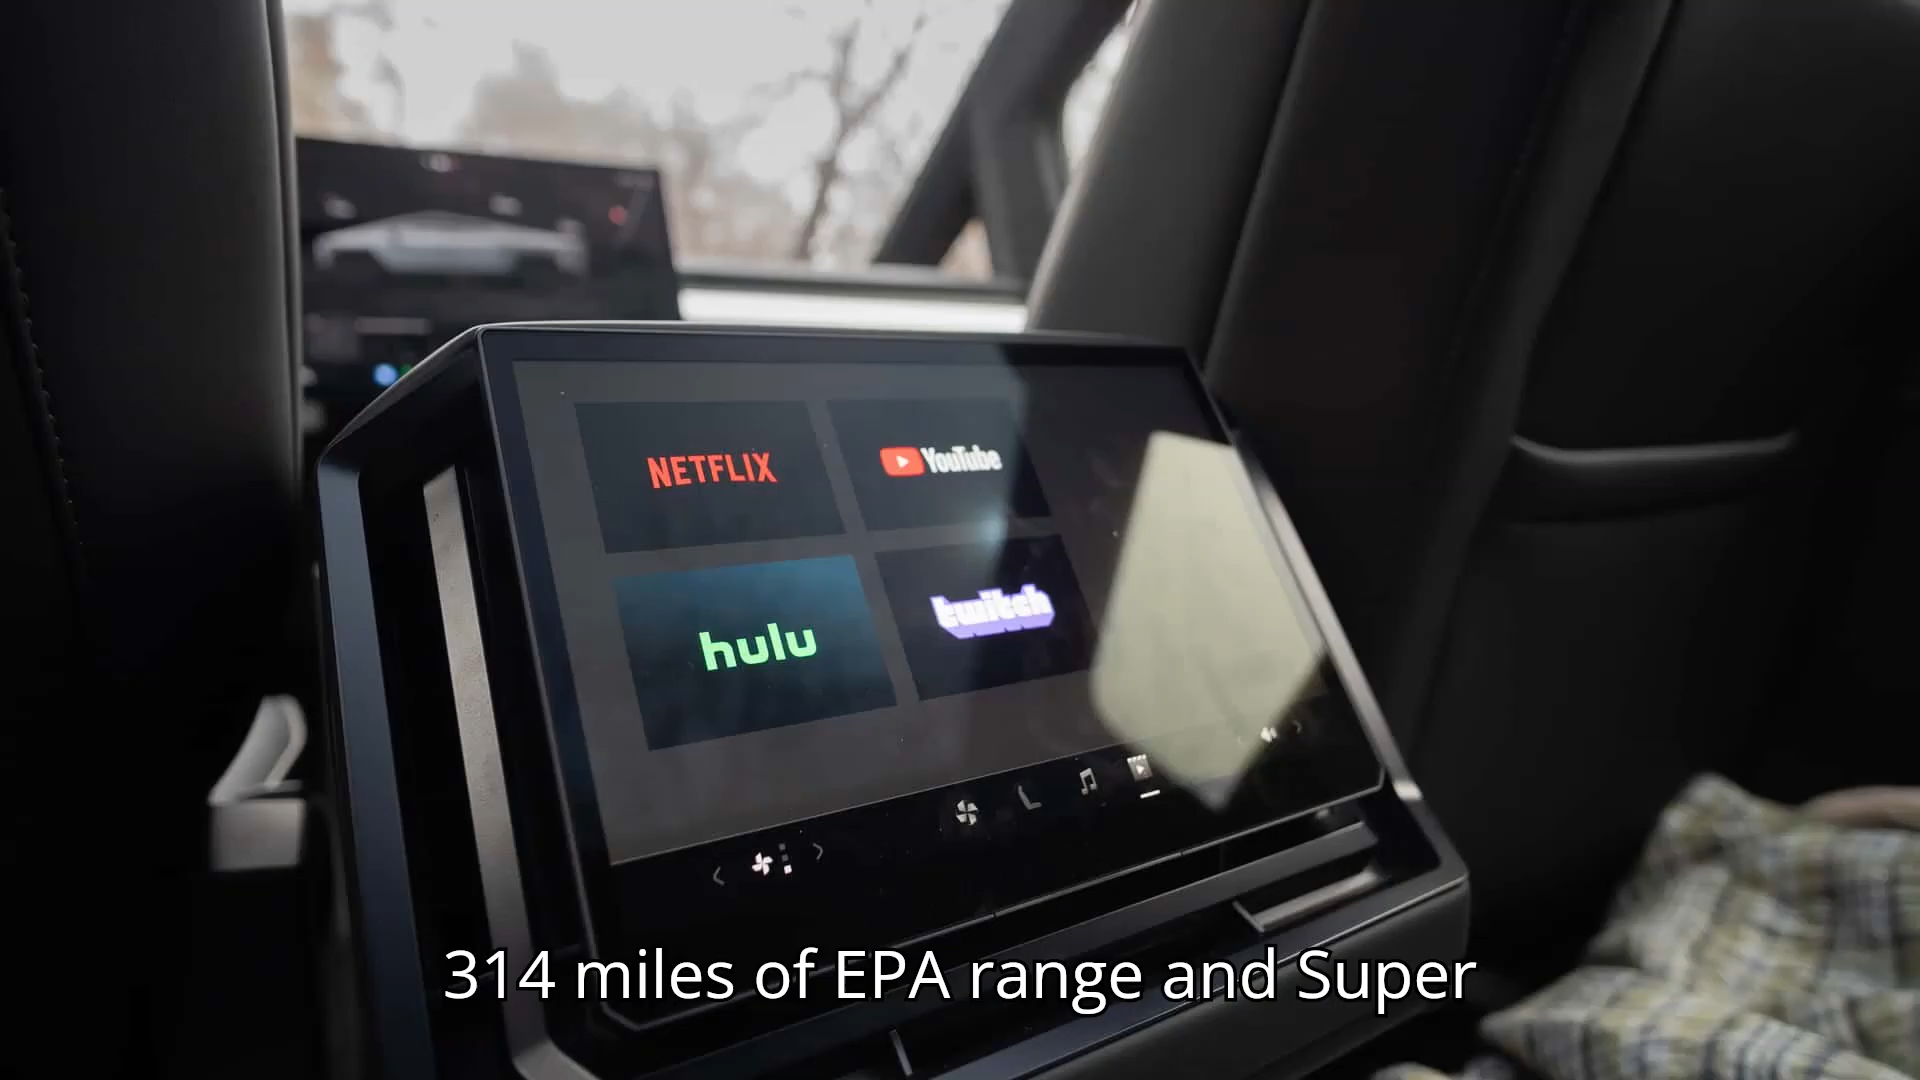 NETFLIX
YouTube
hulu
twitch
314 miles of EPA range and Super